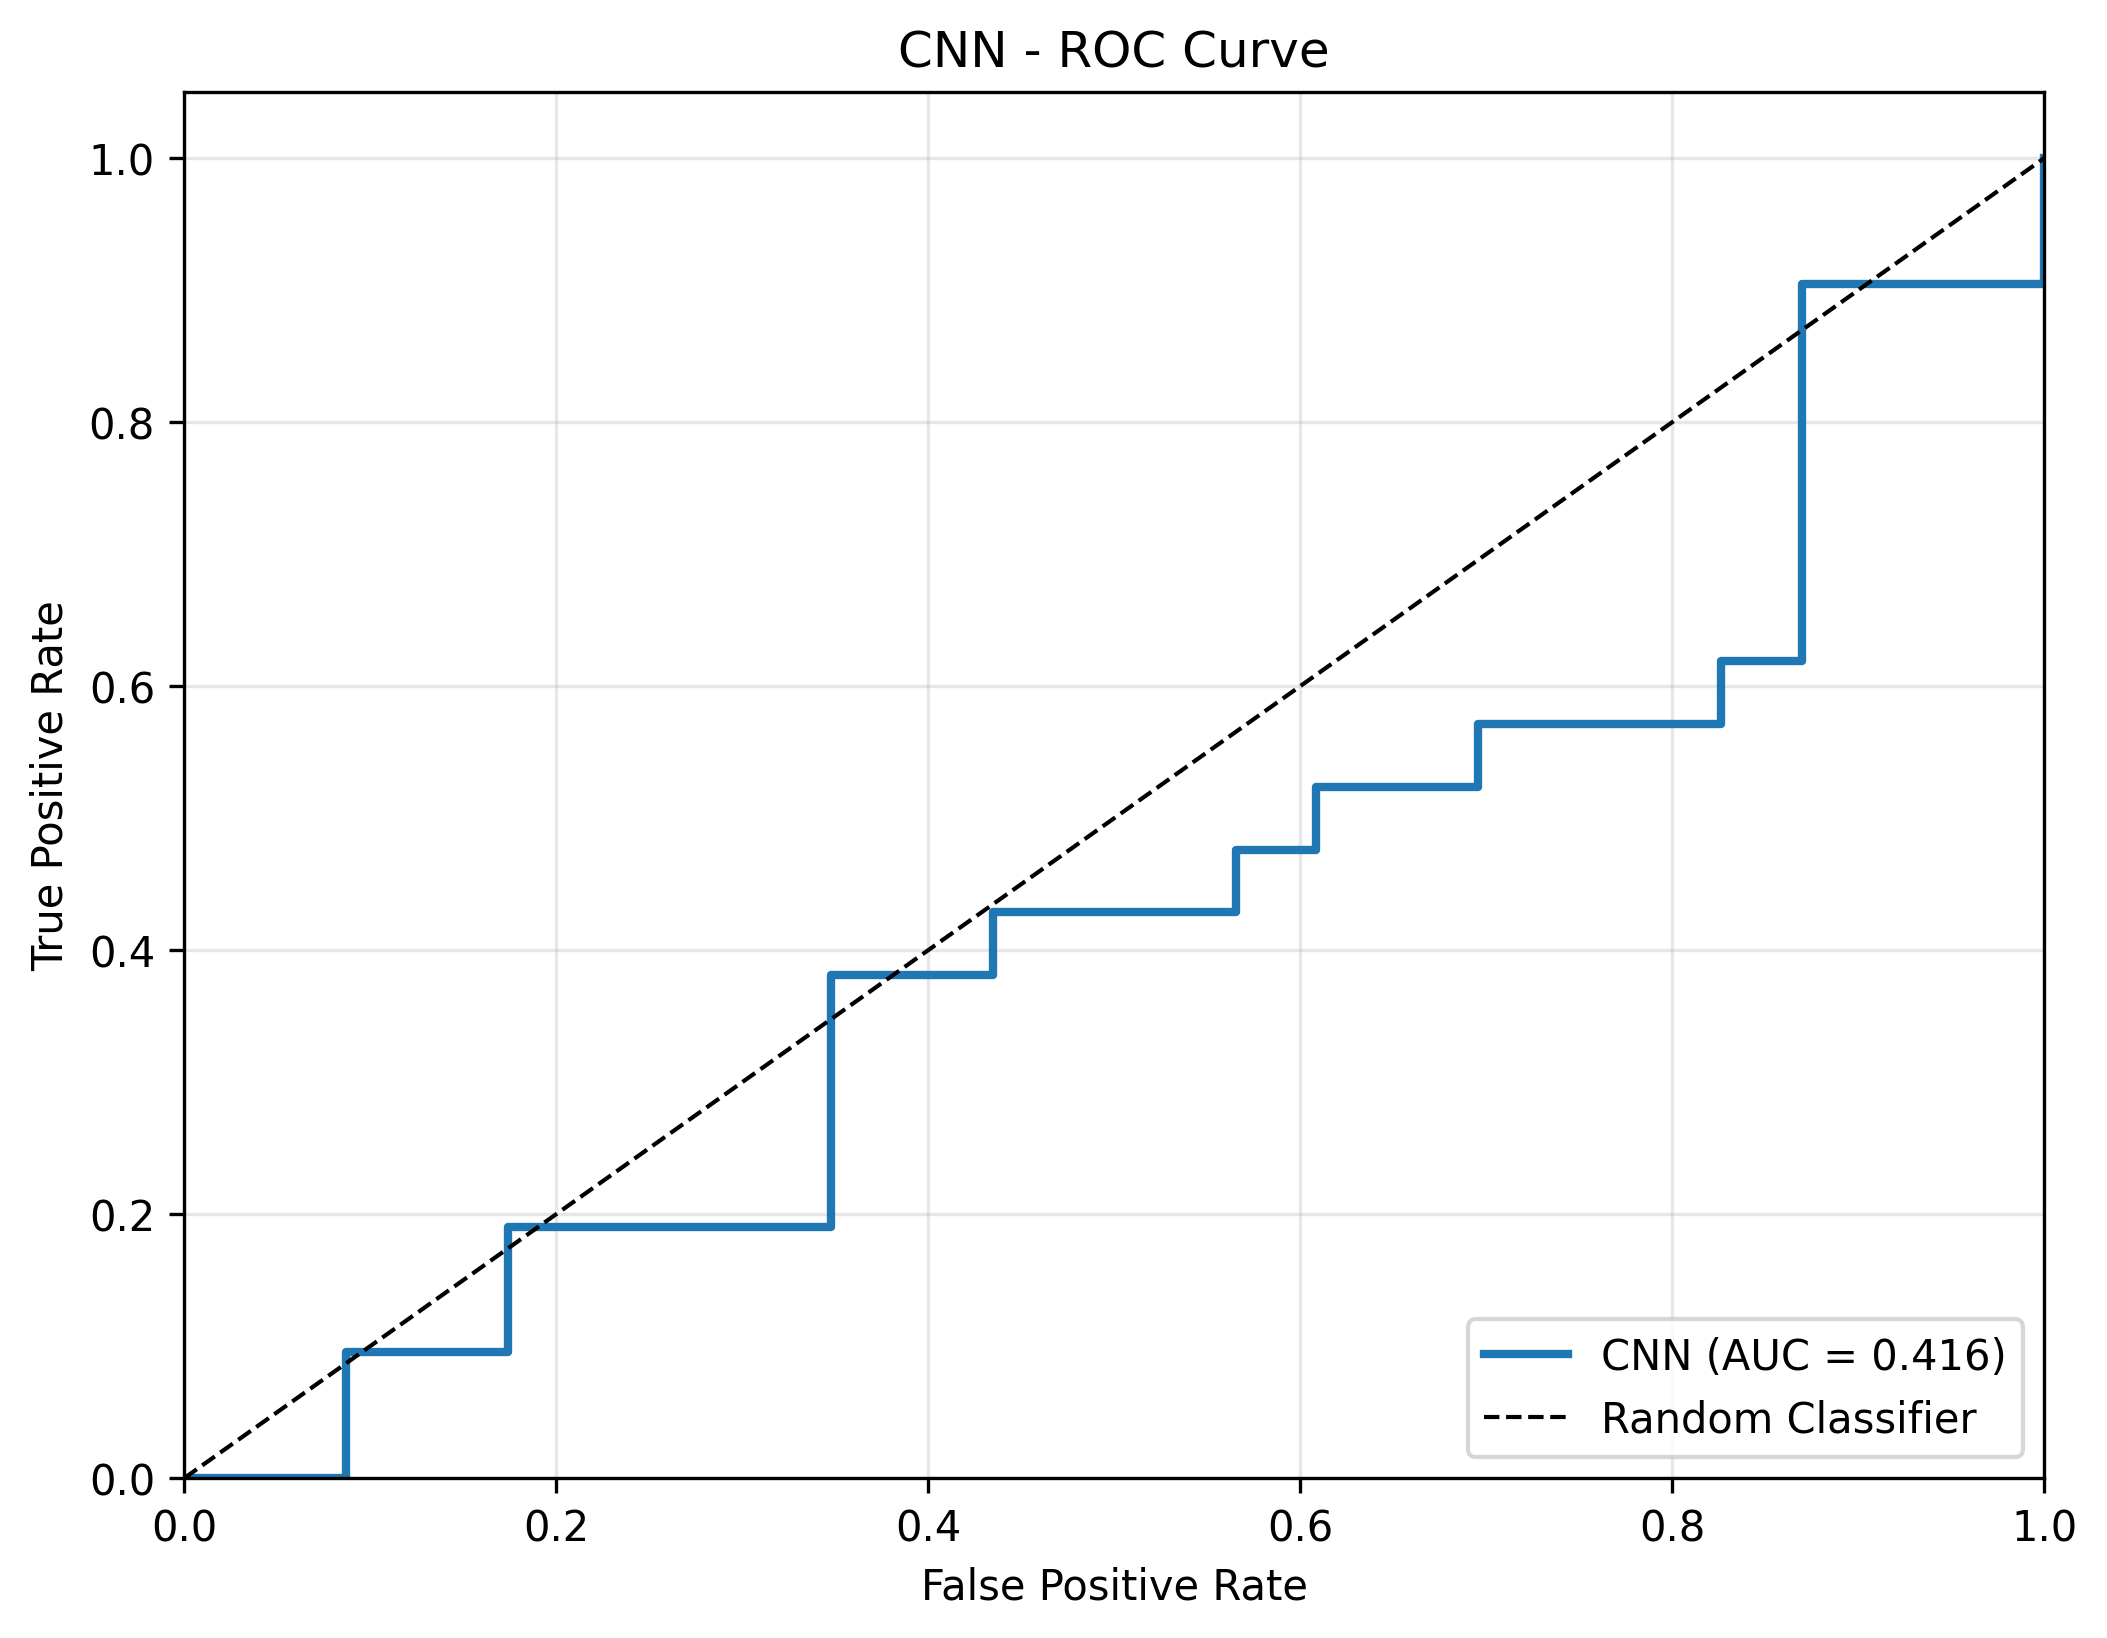 CNN - ROC Curve
1.0
0.8
0.6
0.4
0.2
0.0
True Positive Rate
0.0 0.2 0.4 0.6 0.8 1.0
False Positive Rate
CNN (AUC = 0.416)
Random Classifier